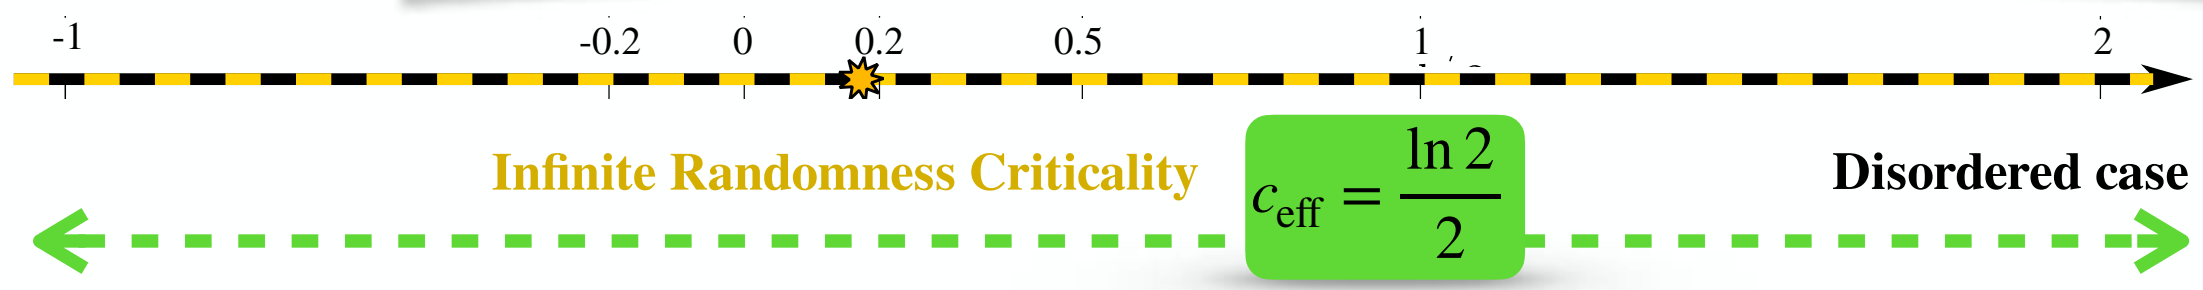 -1 -0.2 0 0.2 0.5 1 2
Infinite Randomness Criticality
c_eff = ln 2 / 2
Disordered case